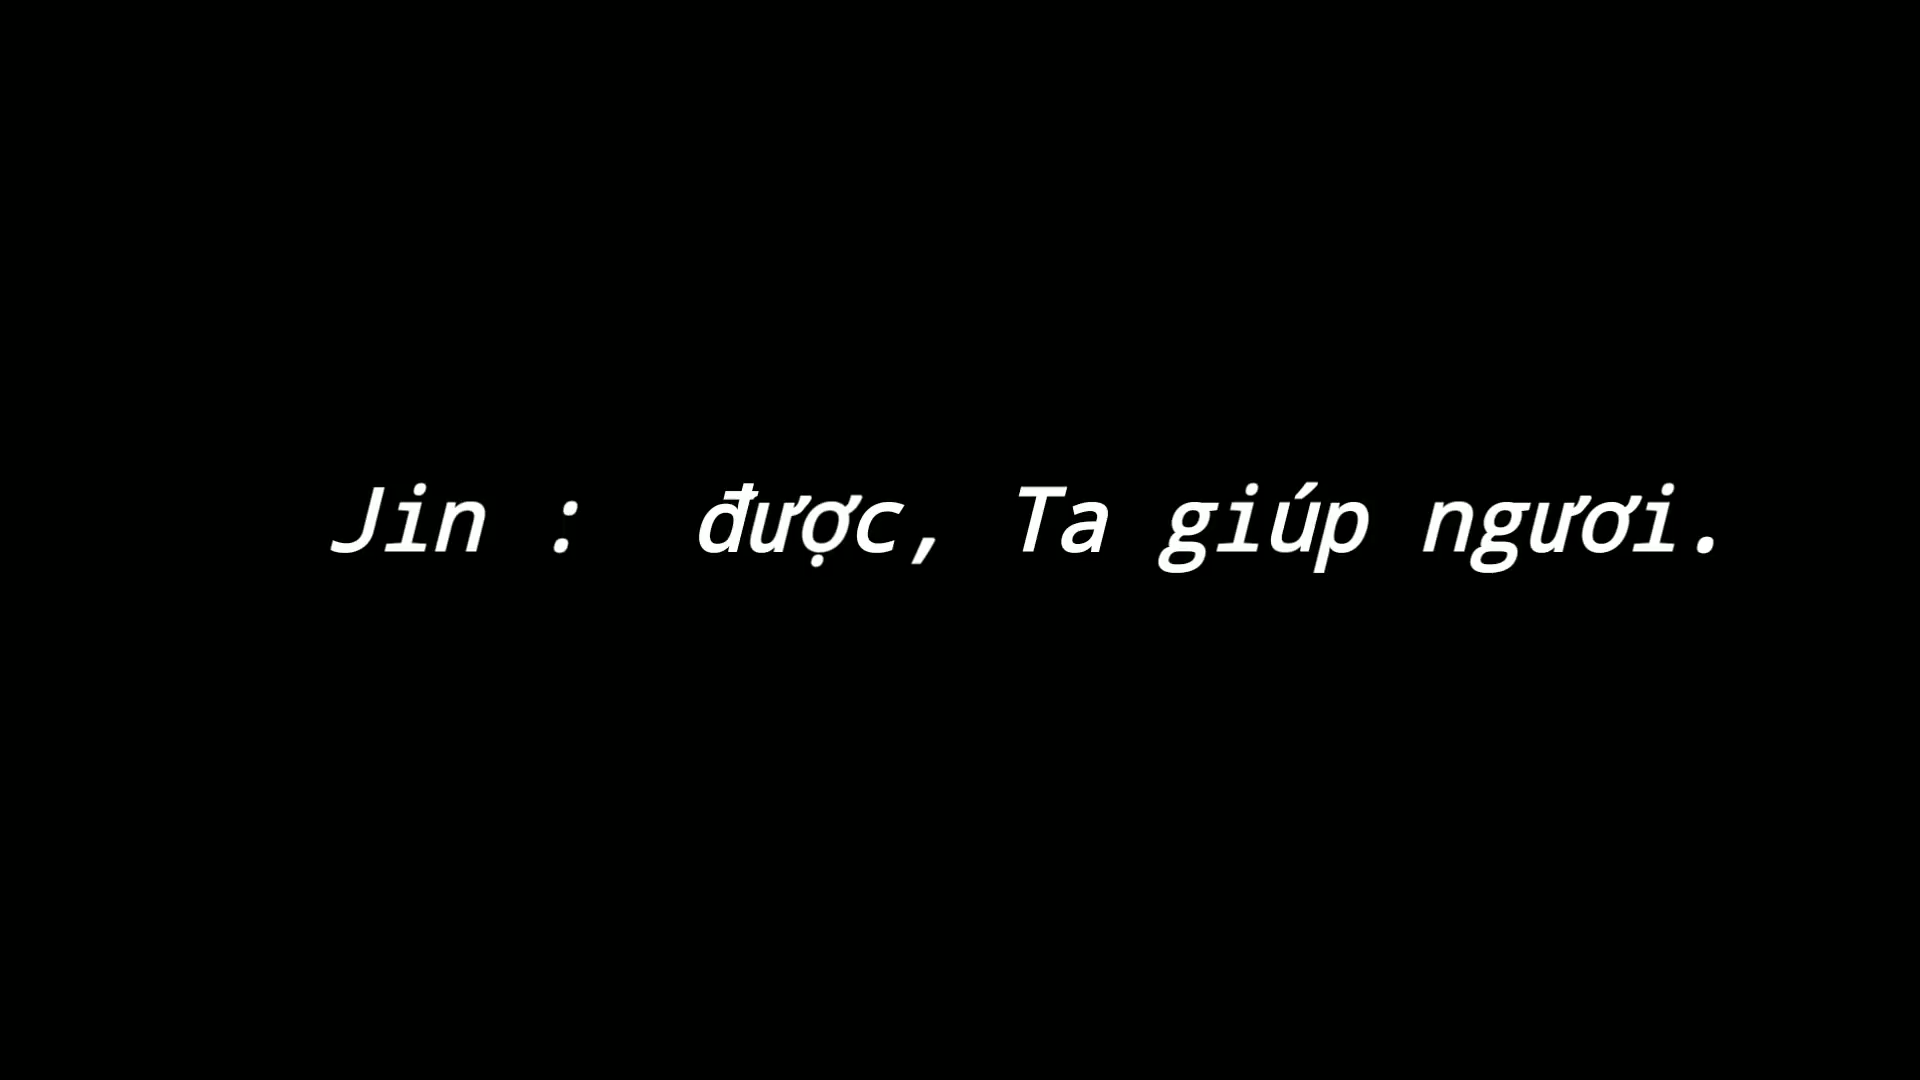 Jin :  được, Ta giúp ngươi.